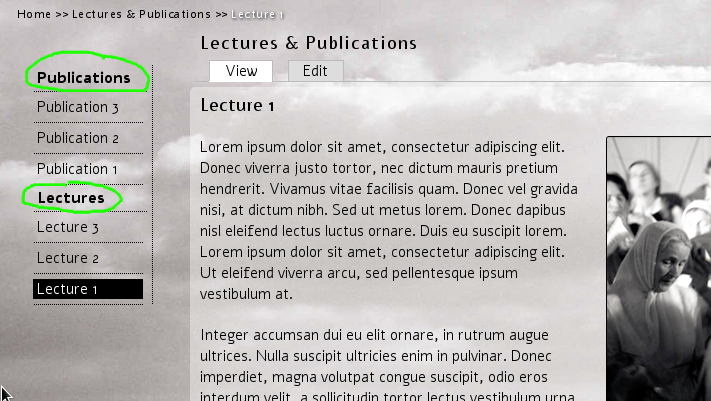 Home >> Lectures & Publications >> Lecture 1
Lectures & Publications
View
Edit
Publications
Publication 3
Publication 2
Publication 1
Lectures
Lecture 3
Lecture 2
Lecture 1
Lecture 1
Lorem ipsum dolor sit amet, consectetur adipiscing elit.
Donec viverra justo tortor, nec dictum mauris pretium
hendrerit. Vivamus vitae facilisis quam. Donec vel gravida
nisi, at dictum nibh. Sed ut metus lorem. Donec dapibus
nisl eleifend lectus luctus ornare. Duis eu suscipit lorem.
Lorem ipsum dolor sit amet, consectetur adipiscing elit.
Ut eleifend viverra arcu, sed pellentesque ipsum
vestibulum at.
Integer accumsan dui eu elit ornare, in rutrum augue
ultrices. Nulla suscipit ultricies enim in pulvinar. Donec
imperdiet, magna volutpat congue suscipit, odio eros
interdum velit, a sollicitudin tortor lectus vestibulum urna.